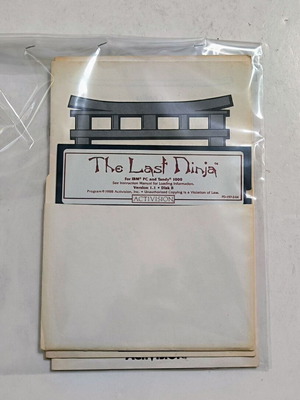 The Last Ninja™
For IBM® PC and Tandy® 1000
See Instruction Manual for Loading Information.
Version 1.1 • Disk B
Program © 1988 Activision, Inc. • Unauthorized Copying is a Violation of Law.
ACTIVISION